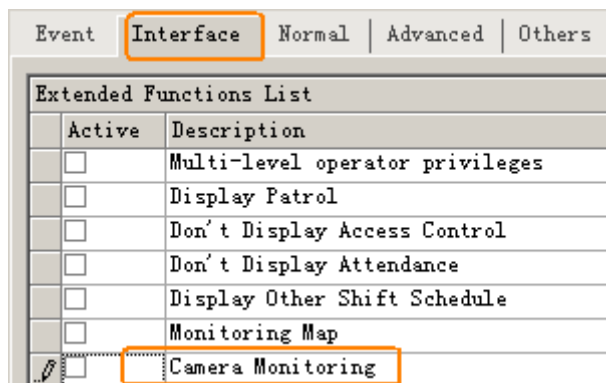 Event Interface Normal Advanced Others
Extended Functions List
Active Description
Multi-level operator privileges
Display Patrol
Don't Display Access Control
Don't Display Attendance
Display Other Shift Schedule
Monitoring Map
Camera Monitoring